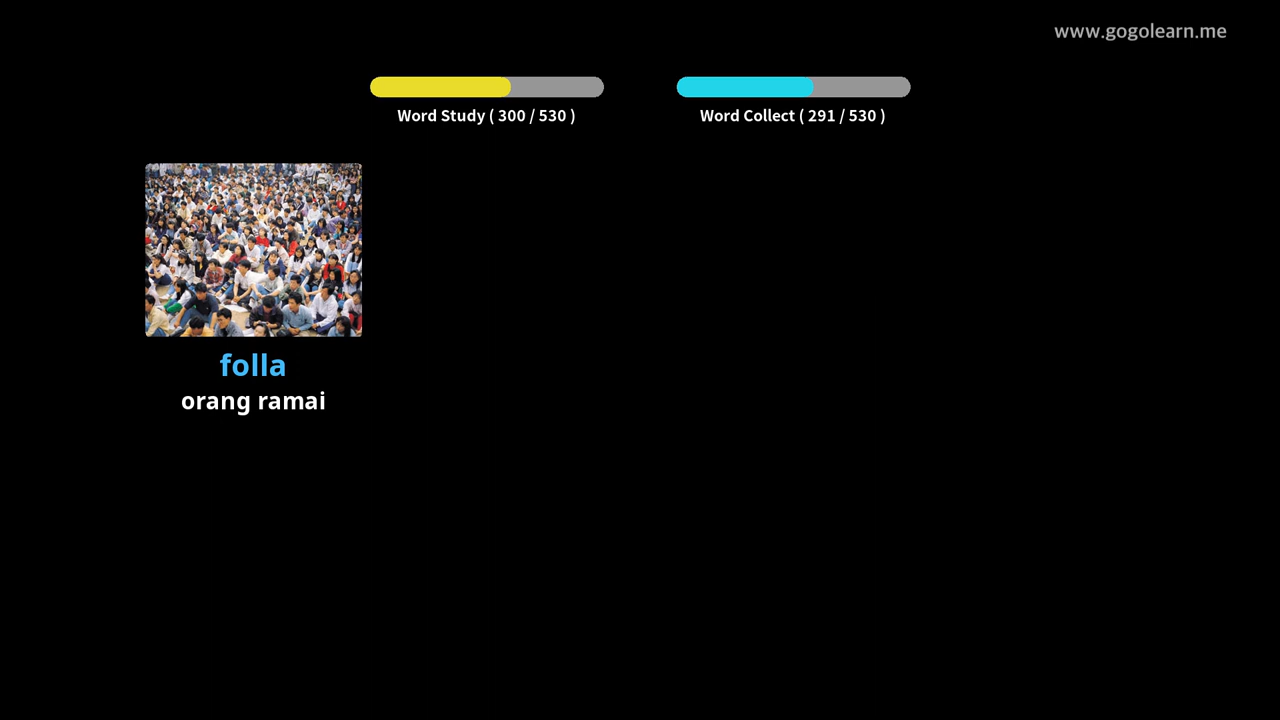 www.gogolearn.me
Word Study ( 300 / 530 )
Word Collect ( 291 / 530 )
folla
orang ramai